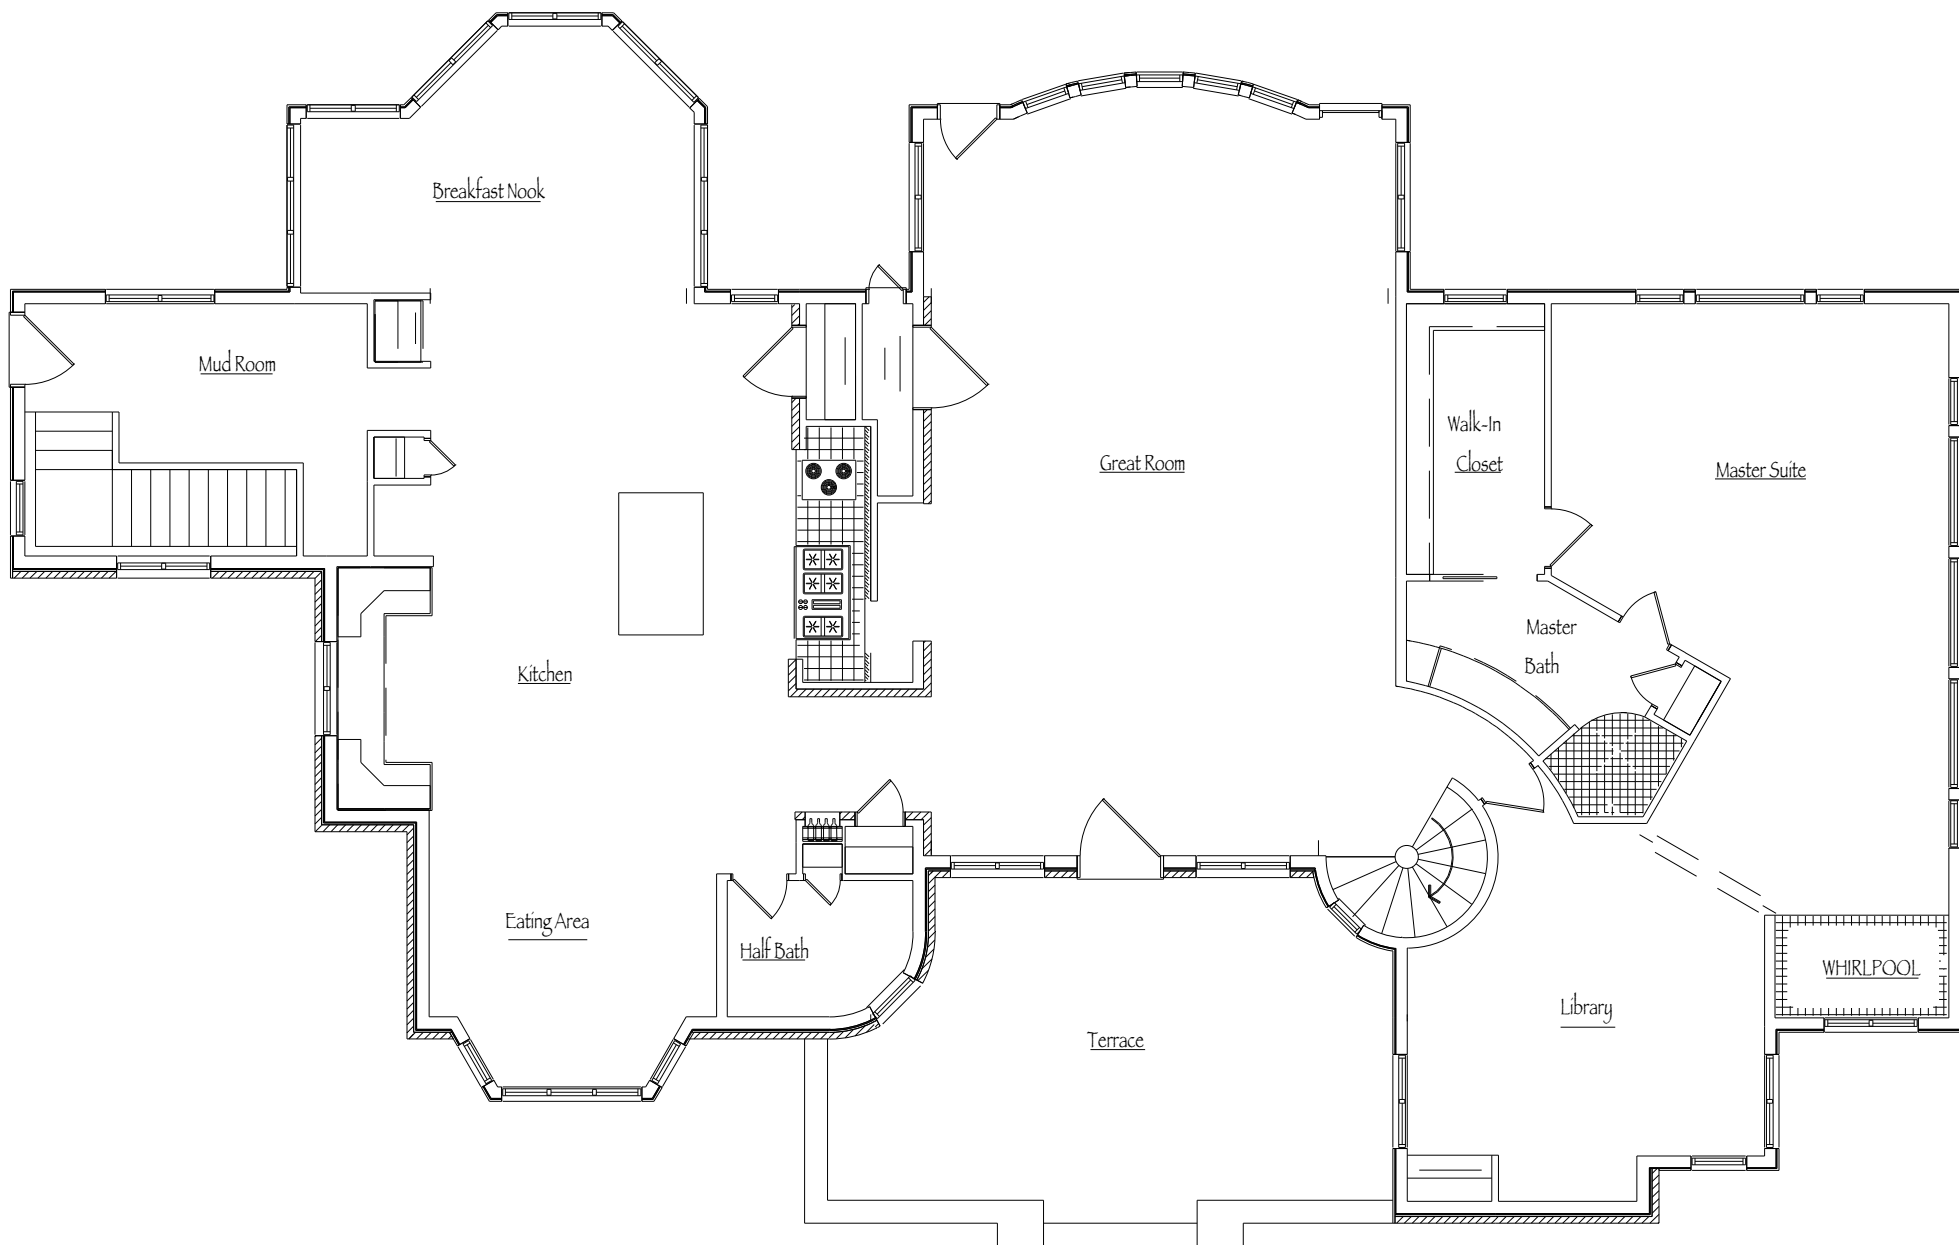 Breakfast Nook
Mud Room
Walk-In
Closet
Great Room
Master Suite
Master
Bath
Kitchen
Eating Area
Half Bath
WHIRLPOOL
Library
Terrace